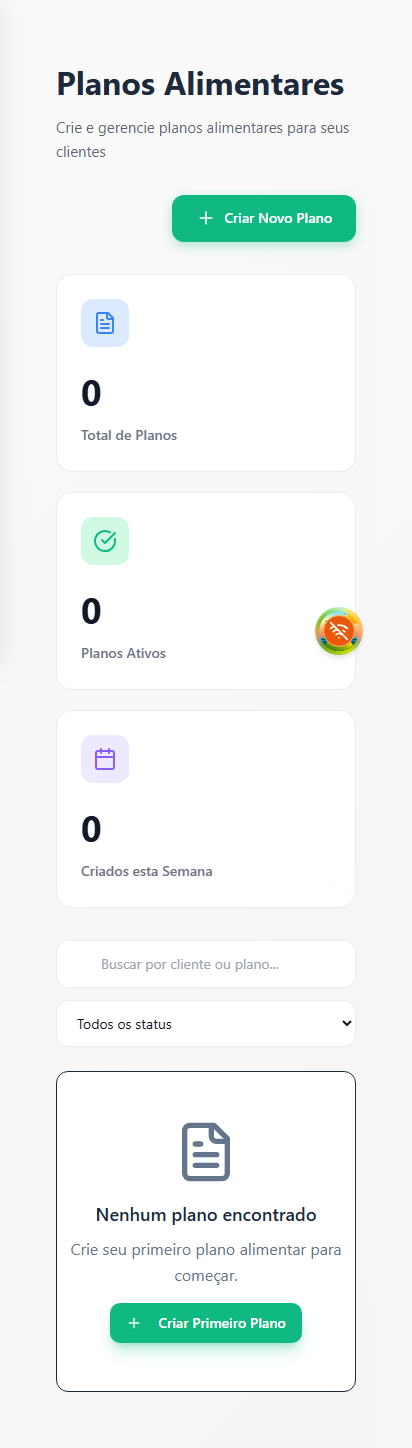 Planos Alimentares
Crie e gerencie planos alimentares para seus
clientes
Criar Novo Plano
0
Total de Planos
0
Planos Ativos
0
Criados esta Semana
Buscar por cliente ou plano...
Todos os status
Nenhum plano encontrado
Crie seu primeiro plano alimentar para
começar.
Criar Primeiro Plano